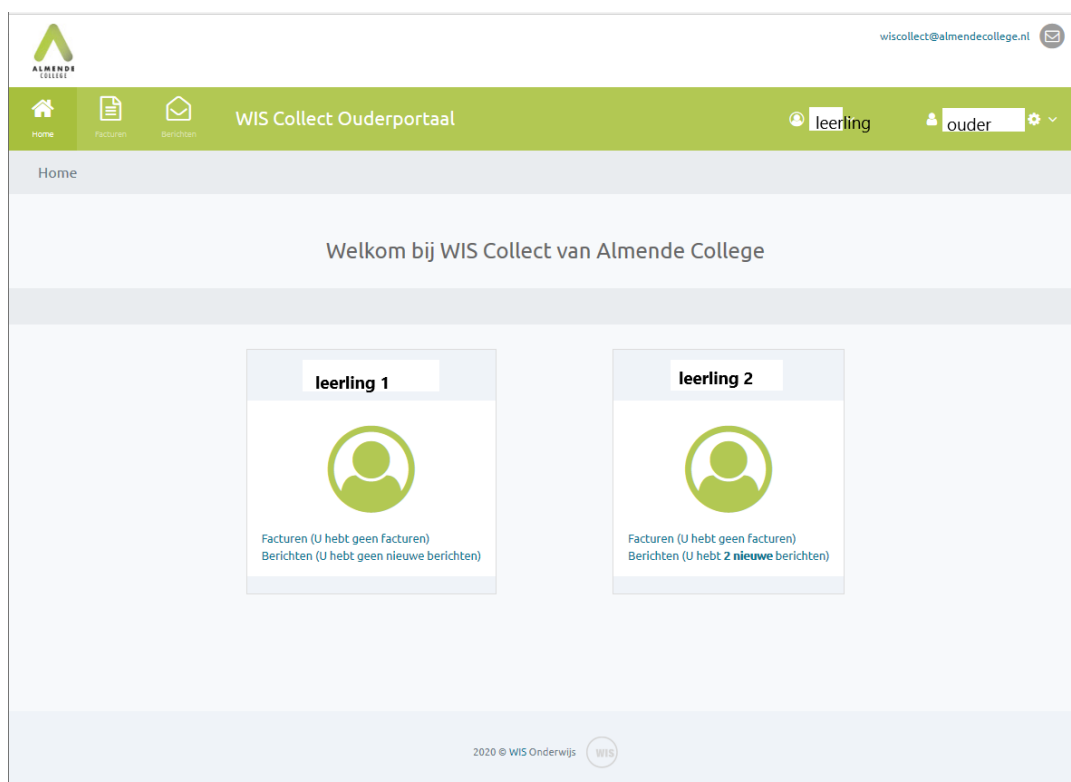 wiscollect@almendecollege.nl
ALMENDE
COLLEGE
Home
Facturen
Berichten
WIS Collect Ouderportaal
leerling
ouder
Home
Welkom bij WIS Collect van Almende College
leerling 1
leerling 2
Facturen (U hebt geen facturen)
Berichten (U hebt geen nieuwe berichten)
Facturen (U hebt geen facturen)
Berichten (U hebt 2 nieuwe berichten)
2020 © WIS Onderwijs
WIS